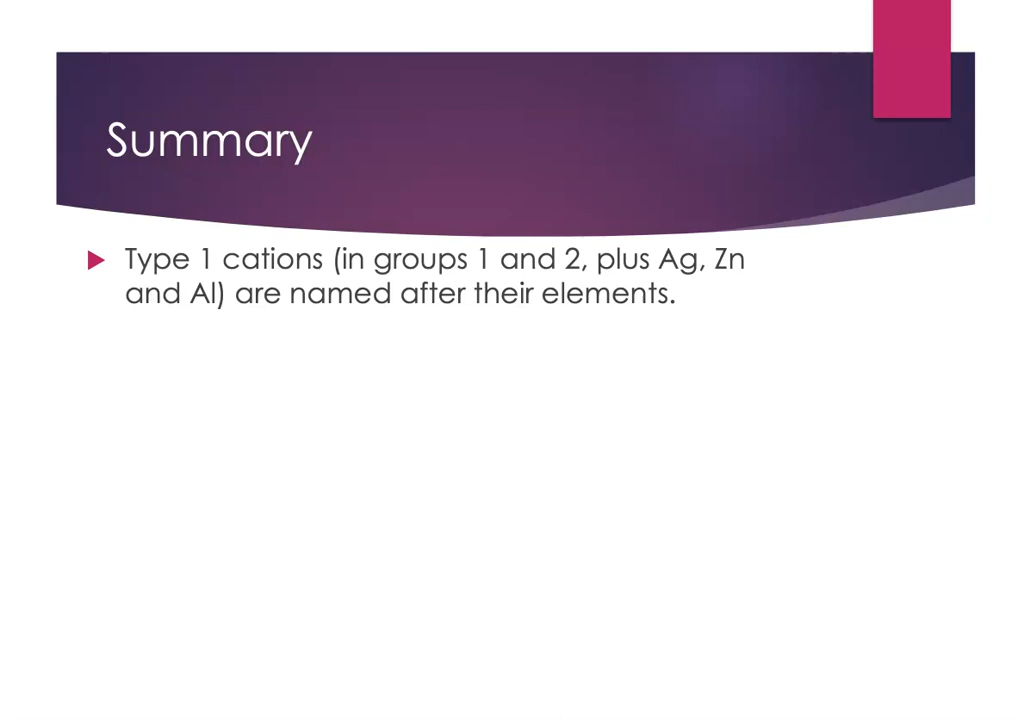 Summary
Type 1 cations (in groups 1 and 2, plus Ag, Zn
and Al) are named after their elements.